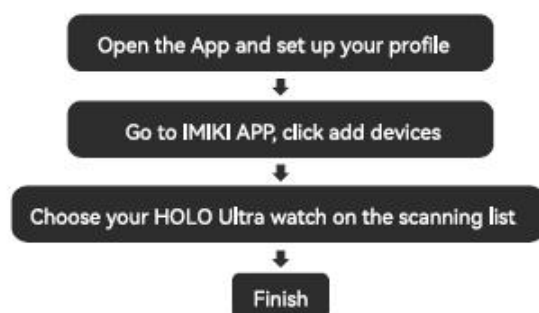 Open the App and set up your profile
Go to IMIKI APP, click add devices
Choose your HOLO Ultra watch on the scanning list
Finish